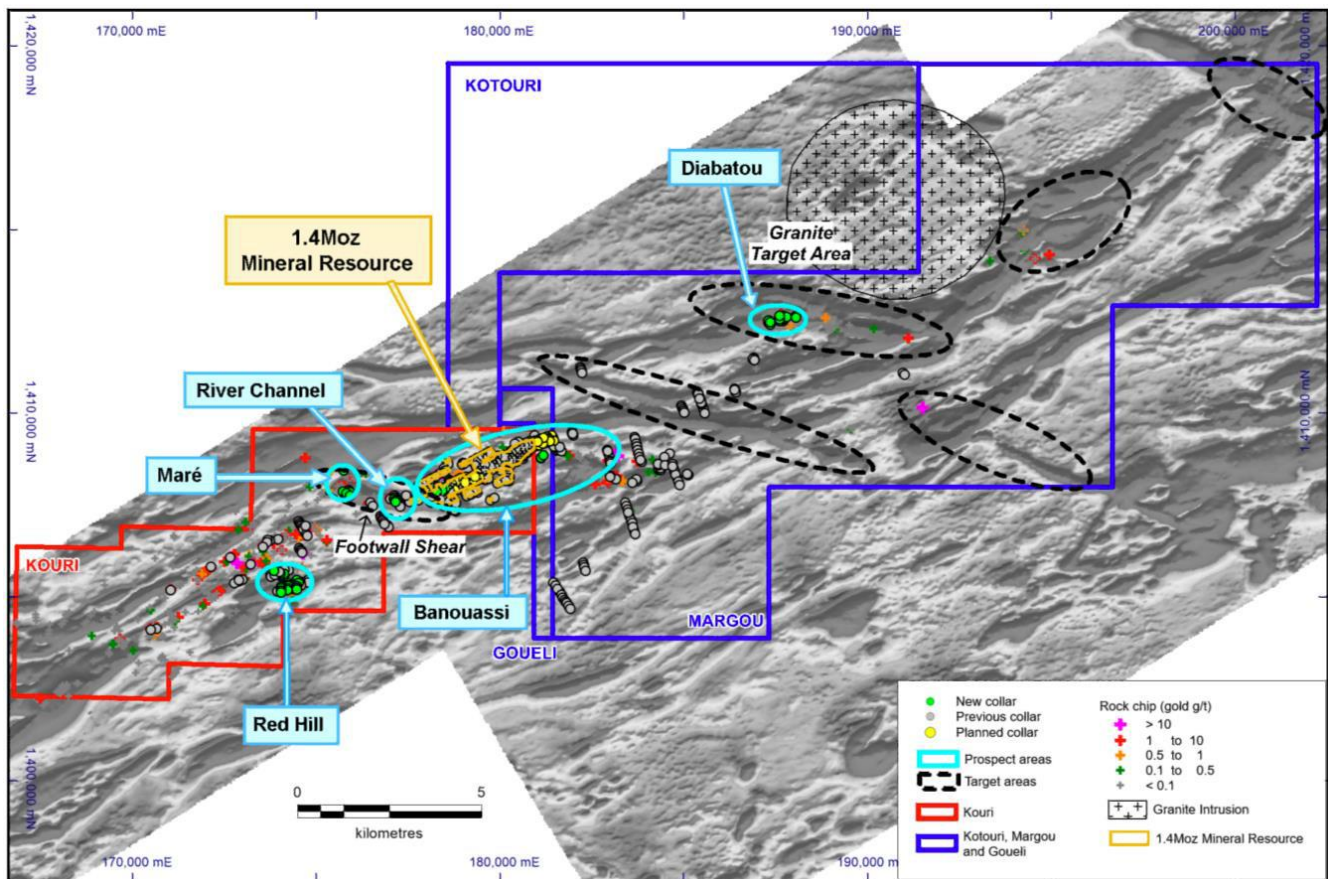 170,000 mE
180,000 mE
190,000 mE
200,000 mE
1,420,000 mN
1,420,000 mN
KOTOURI
Diabatou
1.4Moz
Mineral Resource
Granite
Target Area
River Channel
1,410,000 mN
1,410,000 mN
Maré
Footwall Shear
KOURI
Banouassi
MARGOU
GOUELI
Red Hill
1,400,000 mN
0
5
kilometres
170,000 mE
180,000 mE
190,000 m
New collar
Previous collar
Planned collar
Prospect areas
Target areas
Kouri
Kotouri, Margou
and Goueli
Rock chip (gold g/t)
> 10
1 to 10
0.5 to 1
0.1 to 0.5
< 0.1
Granite Intrusion
1.4Moz Mineral Resource